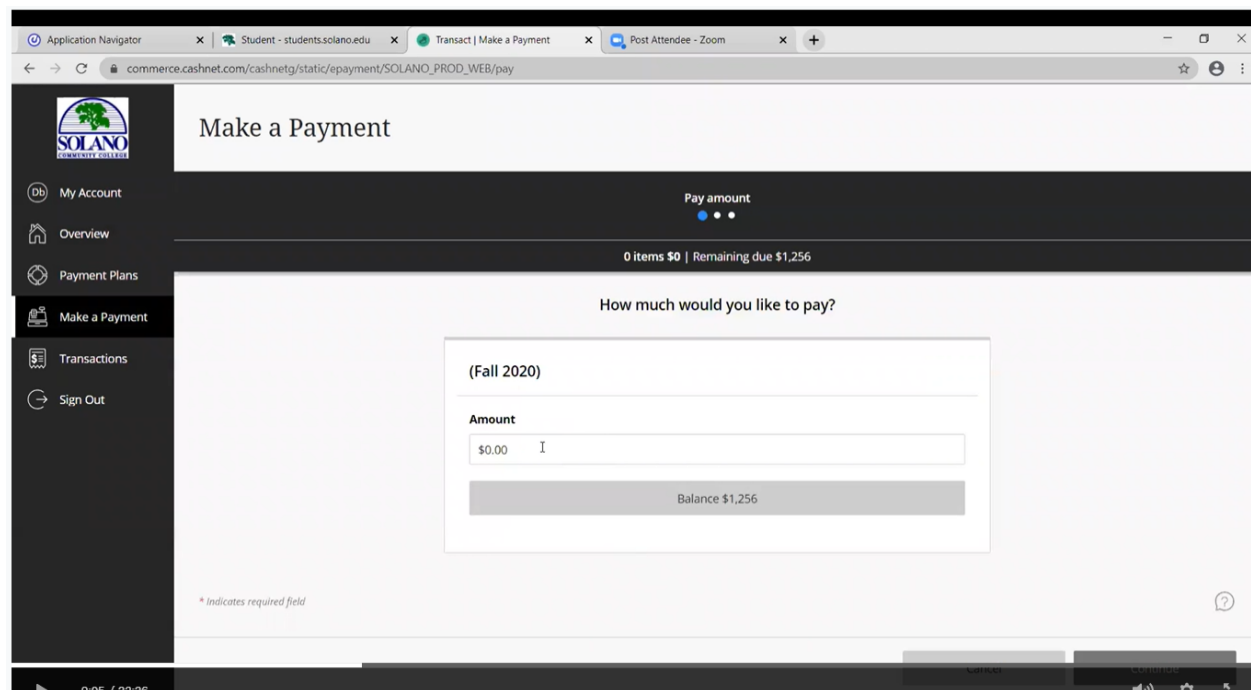 Application Navigator
Student - students.solano.edu
Transact | Make a Payment
Post Attendee - Zoom
commerce.cashnet.com/cashnetg/static/epayment/SOLANO_PROD_WEB/pay
SOLANO
COMMUNITY COLLEGE
Make a Payment
Db My Account
Overview
Payment Plans
Make a Payment
Transactions
Sign Out
Pay amount
0 items $0 | Remaining due $1,256
How much would you like to pay?
(Fall 2020)
Amount
$0.00
Balance $1,256
* Indicates required field
Cancel
Continue